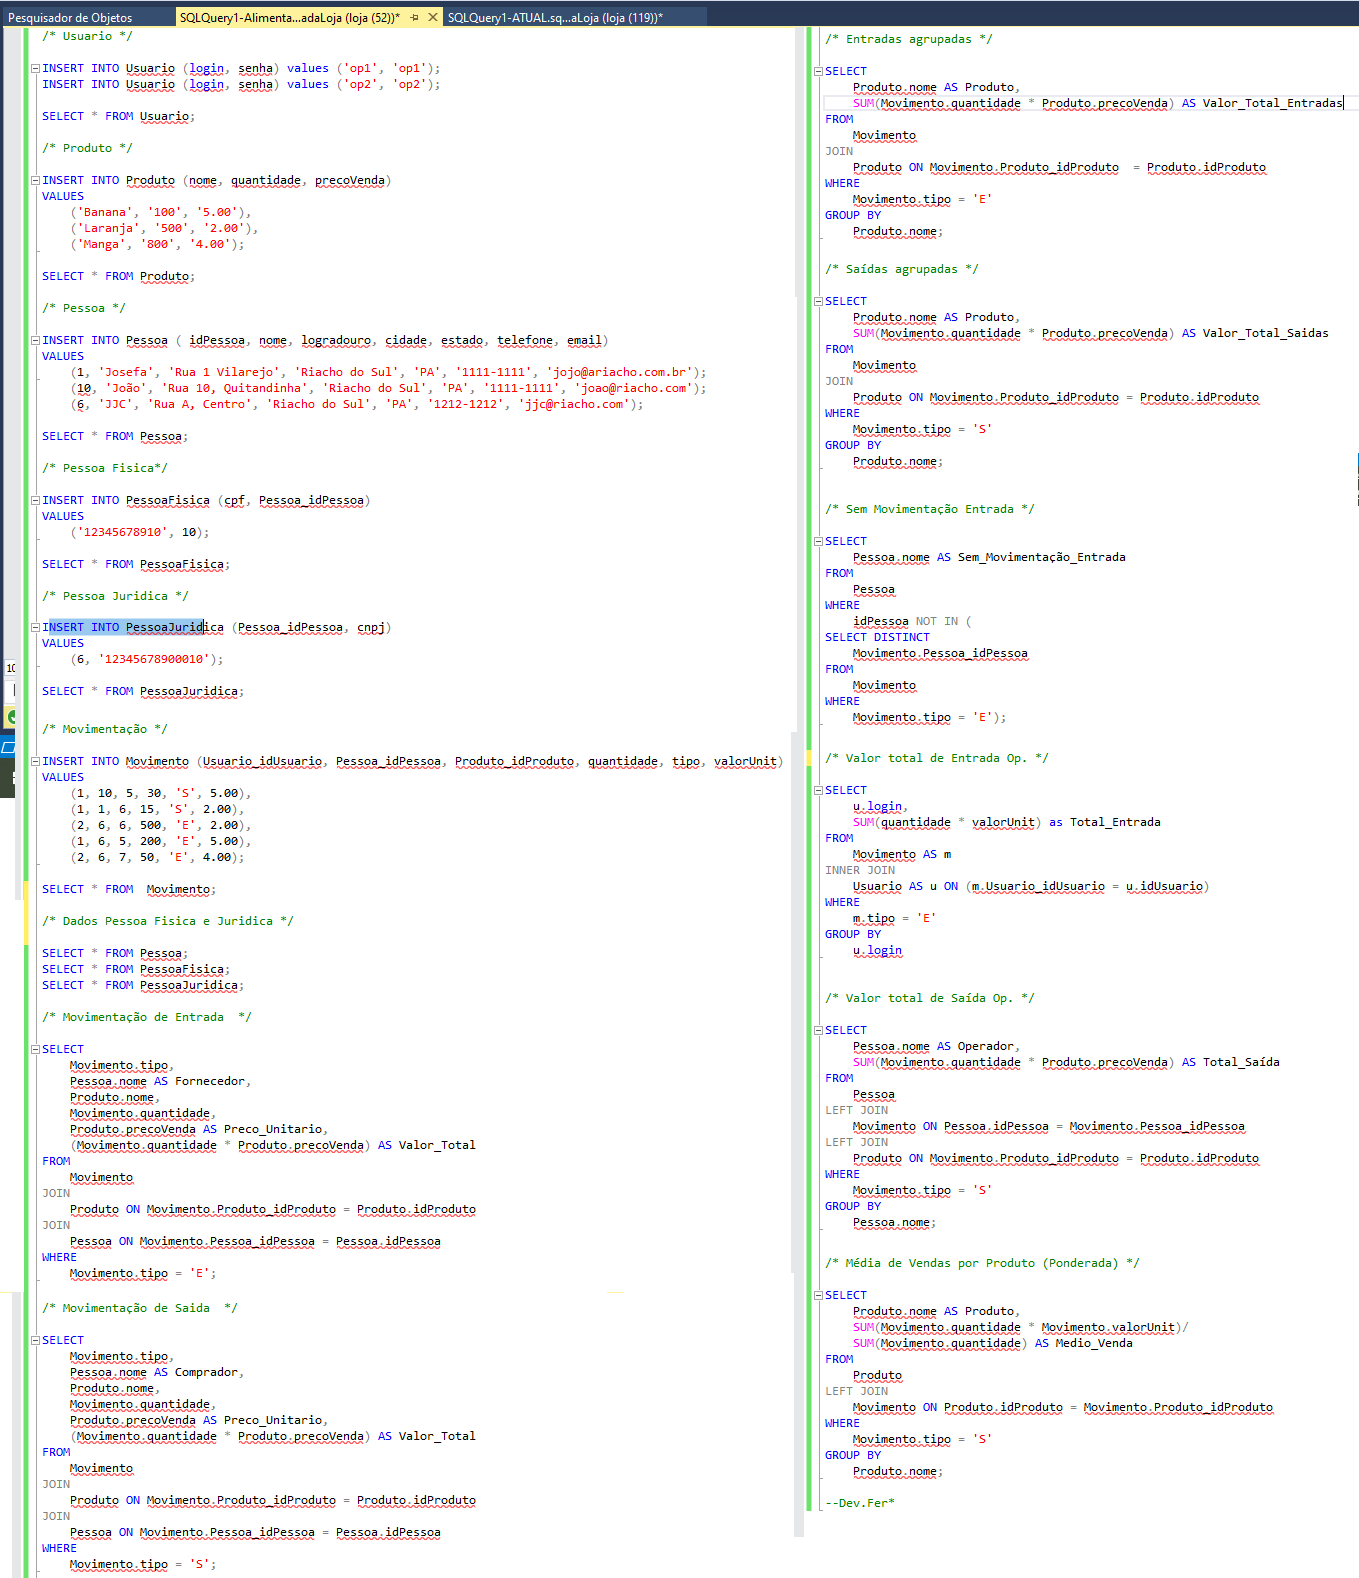 Pesquisador de Objetos
SQLQuery1-Alimenta...adaLoja (loja (52))*
SQLQuery1-ATUAL.sq...aLoja (loja (119))*
/* Usuario */
INSERT INTO Usuario (login, senha) values ('op1', 'op1');
INSERT INTO Usuario (login, senha) values ('op2', 'op2');
SELECT * FROM Usuario;
/* Produto */
INSERT INTO Produto (nome, quantidade, precoVenda)
VALUES
('Banana', '100', '5.00'),
('Laranja', '500', '2.00'),
('Manga', '800', '4.00');
SELECT * FROM Produto;
/* Pessoa */
INSERT INTO Pessoa ( idPessoa, nome, logradouro, cidade, estado, telefone, email)
VALUES
(1, 'Josefa', 'Rua 1 Vilarejo', 'Riacho do Sul', 'PA', '1111-1111', 'jojo@ariacho.com.br');
(10, 'João', 'Rua 10, Quitandinha', 'Riacho do Sul', 'PA', '1111-1111', 'joao@riacho.com');
(6, 'JJC', 'Rua A, Centro', 'Riacho do Sul', 'PA', '1212-1212', 'jjc@riacho.com');
SELECT * FROM Pessoa;
/* Pessoa Fisica*/
INSERT INTO PessoaFisica (cpf, Pessoa_idPessoa)
VALUES
('12345678910', 10);
SELECT * FROM PessoaFisica;
/* Pessoa Juridica */
INSERT INTO PessoaJuridica (Pessoa_idPessoa, cnpj)
VALUES
(6, '12345678900010');
10
SELECT * FROM PessoaJuridica;
/* Movimentação */
INSERT INTO Movimento (Usuario_idUsuario, Pessoa_idPessoa, Produto_idProduto, quantidade, tipo, valorUnit)
VALUES
(1, 10, 5, 30, 'S', 5.00),
(1, 1, 6, 15, 'S', 2.00),
(2, 6, 6, 500, 'E', 2.00),
(1, 6, 5, 200, 'E', 5.00),
(2, 6, 7, 50, 'E', 4.00);
SELECT * FROM  Movimento;
/* Dados Pessoa Fisica e Juridica */
SELECT * FROM Pessoa;
SELECT * FROM PessoaFisica;
SELECT * FROM PessoaJuridica;
/* Movimentação de Entrada  */
SELECT
Movimento.tipo,
Pessoa.nome AS Fornecedor,
Produto.nome,
Movimento.quantidade,
Produto.precoVenda AS Preco_Unitario,
(Movimento.quantidade * Produto.precoVenda) AS Valor_Total
FROM
Movimento
JOIN
Produto ON Movimento.Produto_idProduto = Produto.idProduto
JOIN
Pessoa ON Movimento.Pessoa_idPessoa = Pessoa.idPessoa
WHERE
Movimento.tipo = 'E';
/* Movimentação de Saida  */
SELECT
Movimento.tipo,
Pessoa.nome AS Comprador,
Produto.nome,
Movimento.quantidade,
Produto.precoVenda AS Preco_Unitario,
(Movimento.quantidade * Produto.precoVenda) AS Valor_Total
FROM
Movimento
JOIN
Produto ON Movimento.Produto_idProduto = Produto.idProduto
JOIN
Pessoa ON Movimento.Pessoa_idPessoa = Pessoa.idPessoa
WHERE
Movimento.tipo = 'S';
/* Entradas agrupadas */
SELECT
Produto.nome AS Produto,
SUM(Movimento.quantidade * Produto.precoVenda) AS Valor_Total_Entradas
FROM
Movimento
JOIN
Produto ON Movimento.Produto_idProduto  = Produto.idProduto
WHERE
Movimento.tipo = 'E'
GROUP BY
Produto.nome;
/* Saídas agrupadas */
SELECT
Produto.nome AS Produto,
SUM(Movimento.quantidade * Produto.precoVenda) AS Valor_Total_Saidas
FROM
Movimento
JOIN
Produto ON Movimento.Produto_idProduto = Produto.idProduto
WHERE
Movimento.tipo = 'S'
GROUP BY
Produto.nome;
/* Sem Movimentação Entrada */
SELECT
Pessoa.nome AS Sem_Movimentação_Entrada
FROM
Pessoa
WHERE
idPessoa NOT IN (
SELECT DISTINCT
Movimento.Pessoa_idPessoa
FROM
Movimento
WHERE
Movimento.tipo = 'E');
/* Valor total de Entrada Op. */
SELECT
u.login,
SUM(quantidade * valorUnit) as Total_Entrada
FROM
Movimento AS m
INNER JOIN
Usuario AS u ON (m.Usuario_idUsuario = u.idUsuario)
WHERE
m.tipo = 'E'
GROUP BY
u.login
/* Valor total de Saída Op. */
SELECT
Pessoa.nome AS Operador,
SUM(Movimento.quantidade * Produto.precoVenda) AS Total_Saída
FROM
Pessoa
LEFT JOIN
Movimento ON Pessoa.idPessoa = Movimento.Pessoa_idPessoa
LEFT JOIN
Produto ON Movimento.Produto_idProduto = Produto.idProduto
WHERE
Movimento.tipo = 'S'
GROUP BY
Pessoa.nome;
/* Média de Vendas por Produto (Ponderada) */
SELECT
Produto.nome AS Produto,
SUM(Movimento.quantidade * Movimento.valorUnit)/
SUM(Movimento.quantidade) AS Medio_Venda
FROM
Produto
LEFT JOIN
Movimento ON Produto.idProduto = Movimento.Produto_idProduto
WHERE
Movimento.tipo = 'S'
GROUP BY
Produto.nome;
--Dev.Fer*